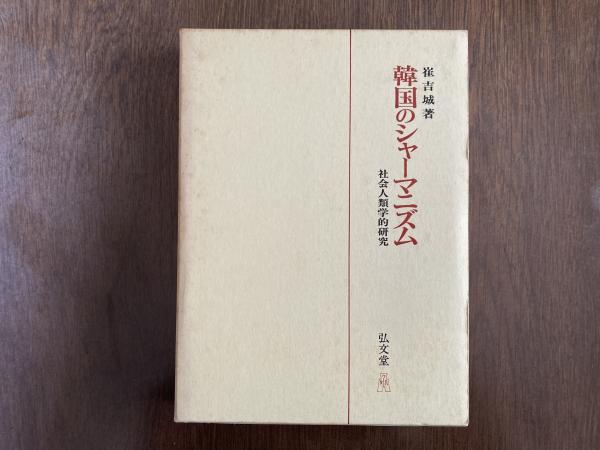 崔吉城著
韓国のシャーマニズム
社会人類学的研究
弘文堂